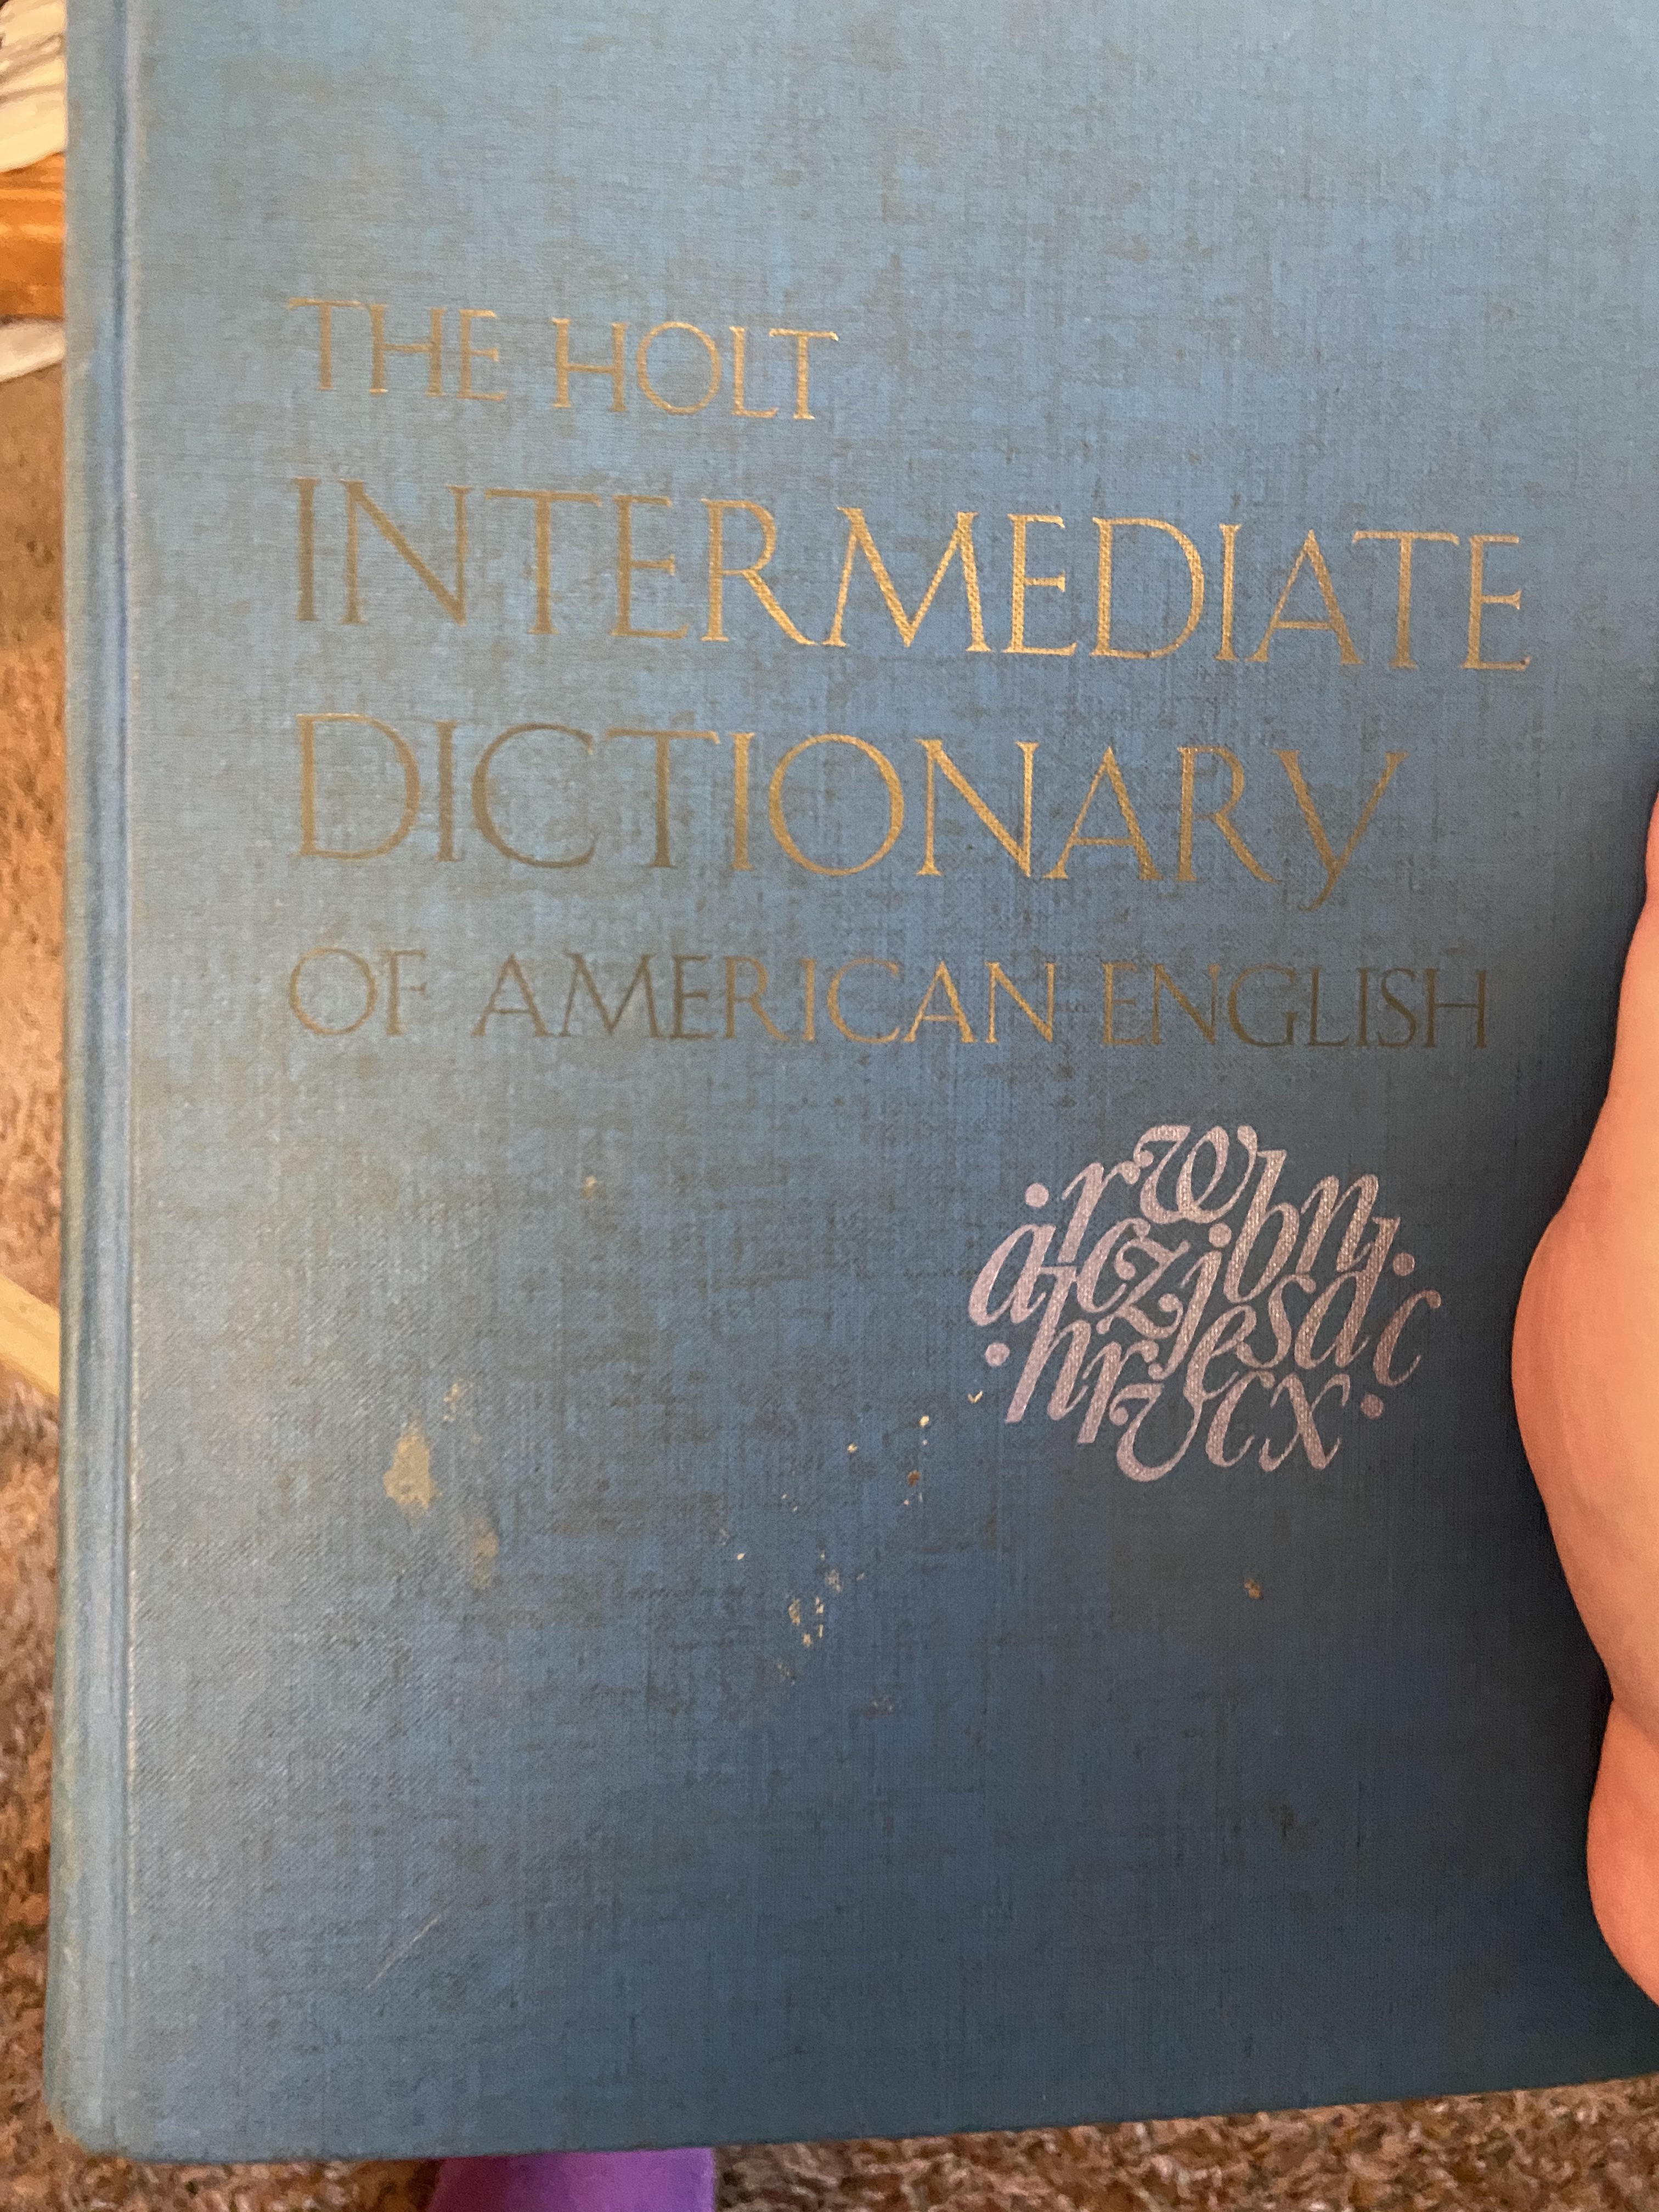 THE HOLT
INTERMEDIATE
DICTIONARY
OF AMERICAN ENGLISH